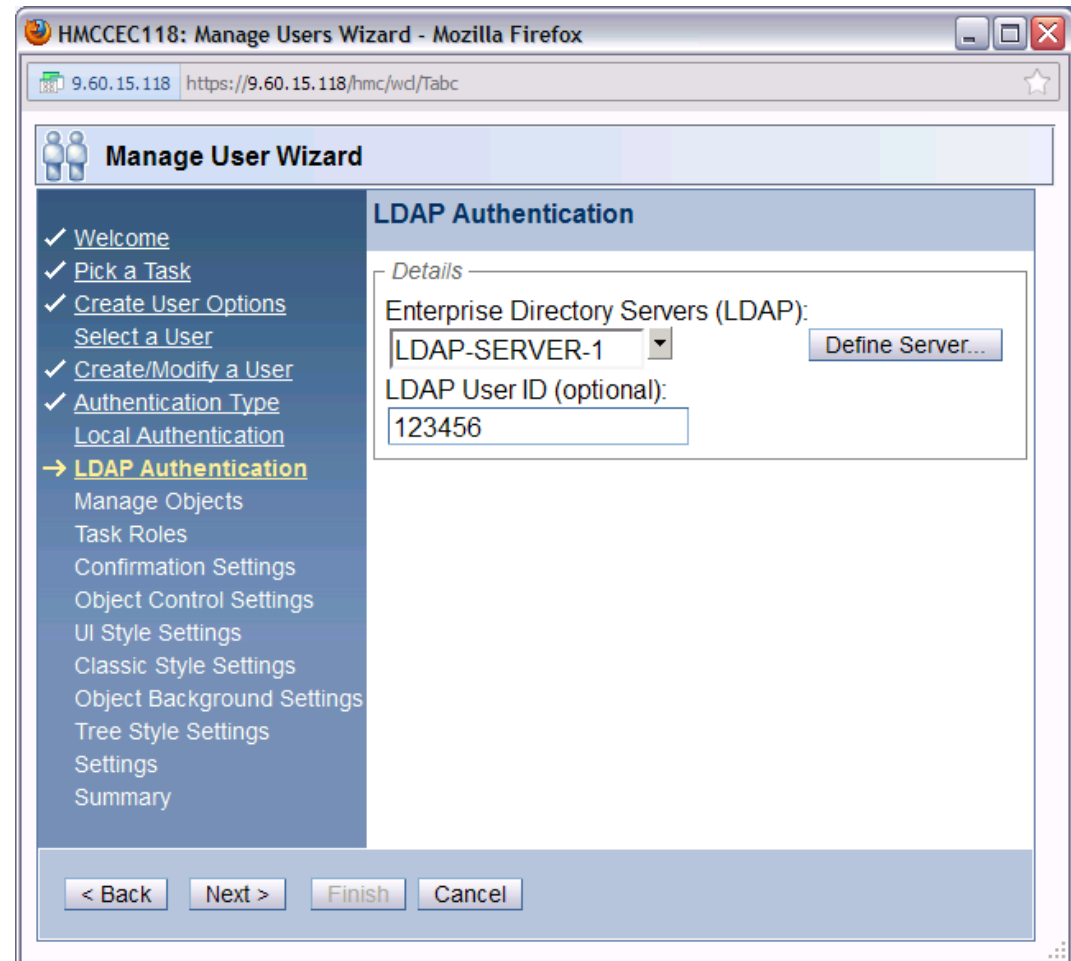 HMCCEC118: Manage Users Wizard - Mozilla Firefox
9.60.15.118 https://9.60.15.118/hmc/wcl/Tabc
Manage User Wizard
✓ Welcome
✓ Pick a Task
✓ Create User Options
Select a User
✓ Create/Modify a User
✓ Authentication Type
Local Authentication
→ LDAP Authentication
Manage Objects
Task Roles
Confirmation Settings
Object Control Settings
UI Style Settings
Classic Style Settings
Object Background Settings
Tree Style Settings
Settings
Summary
LDAP Authentication
Details
Enterprise Directory Servers (LDAP):
LDAP-SERVER-1 Define Server...
LDAP User ID (optional):
123456
< Back Next > Finish Cancel